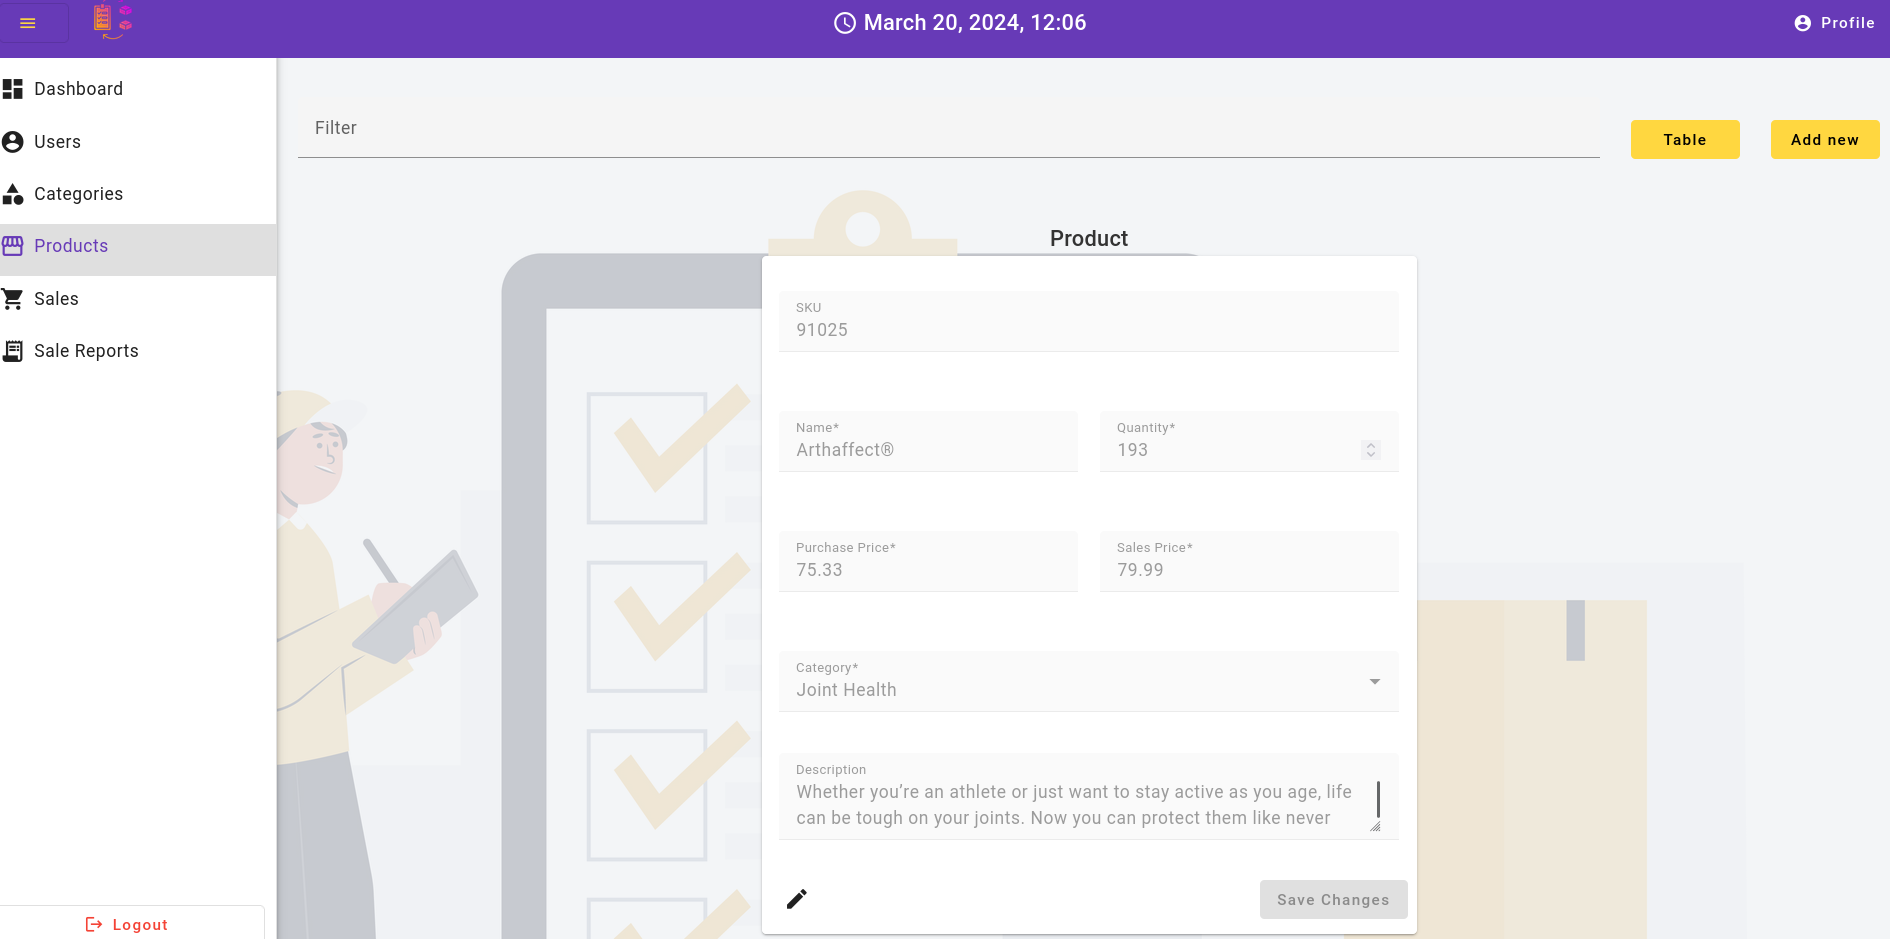 March 20, 2024, 12:06
Profile
Dashboard
Users
Categories
Products
Sales
Sale Reports
Logout
Filter
Table
Add new
Product
SKU
91025
Name*
Arthaffect®
Quantity*
193
Purchase Price*
75.33
Sales Price*
79.99
Category*
Joint Health
Description
Whether you’re an athlete or just want to stay active as you age, life
can be tough on your joints. Now you can protect them like never
Save Changes